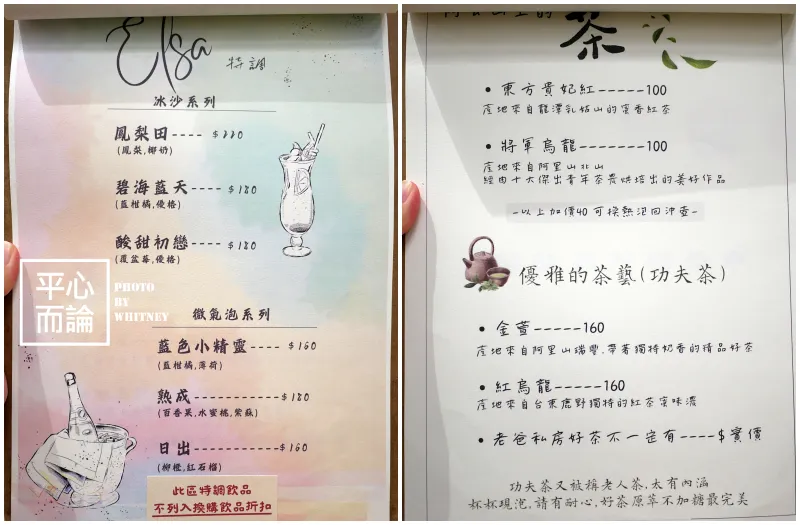 Elsa
特調
冰沙系列
鳳梨田---- $180
(鳳梨,椰奶)
碧海藍天---- $180
(藍柑橘,優格)
酸甜初戀---- $180
(覆盆莓,優格)
微氣泡系列
藍色小精靈---- $160
(藍柑橘,薄荷)
熟成-----------$180
(百香果,水蜜桃,紫蘇)
日出------------$160
(柳橙,紅石榴)
此區特調飲品
不列入換購飲品折扣
平心而論
PHOTO
BY
WHITNEY
茶
• 東方貴妃紅------100
產地來自龍潭乳姑山的蜜香紅茶
• 將軍烏龍-------100
產地來自阿里山北山
經由十大傑出青年茶農烘焙出的美好作品
-以上加價40可換熱泡回沖壺-
優雅的茶藝(功夫茶)
• 金萱------160
產地來自阿里山瑞豐,帶著獨特奶香的精品好茶
• 紅烏龍------160
產地來自台東鹿野獨特的紅茶果味濃
• 老爸私房好茶不一定有----$實價
功夫茶又被稱老人茶,太有內涵
杯杯現泡,請有耐心,好茶原萃不加糖最完美